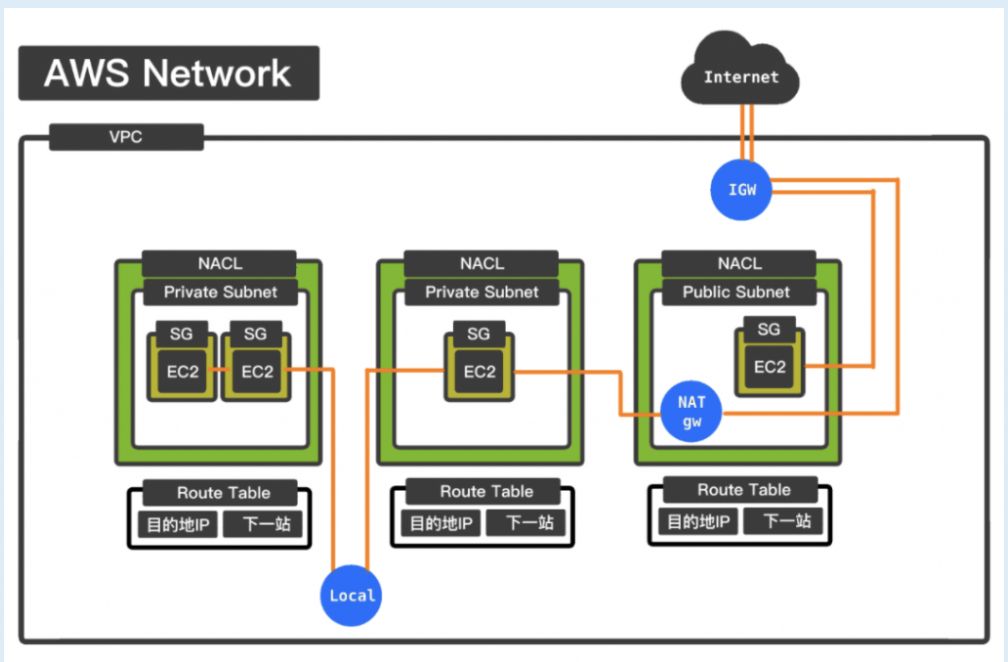 AWS Network
Internet
VPC
IGW
NACL
Private Subnet
SG
SG
EC2
EC2
NACL
Private Subnet
SG
EC2
NACL
Public Subnet
SG
EC2
NAT
gw
Route Table
目的地IP 下一站
Route Table
目的地IP 下一站
Route Table
目的地IP 下一站
Local